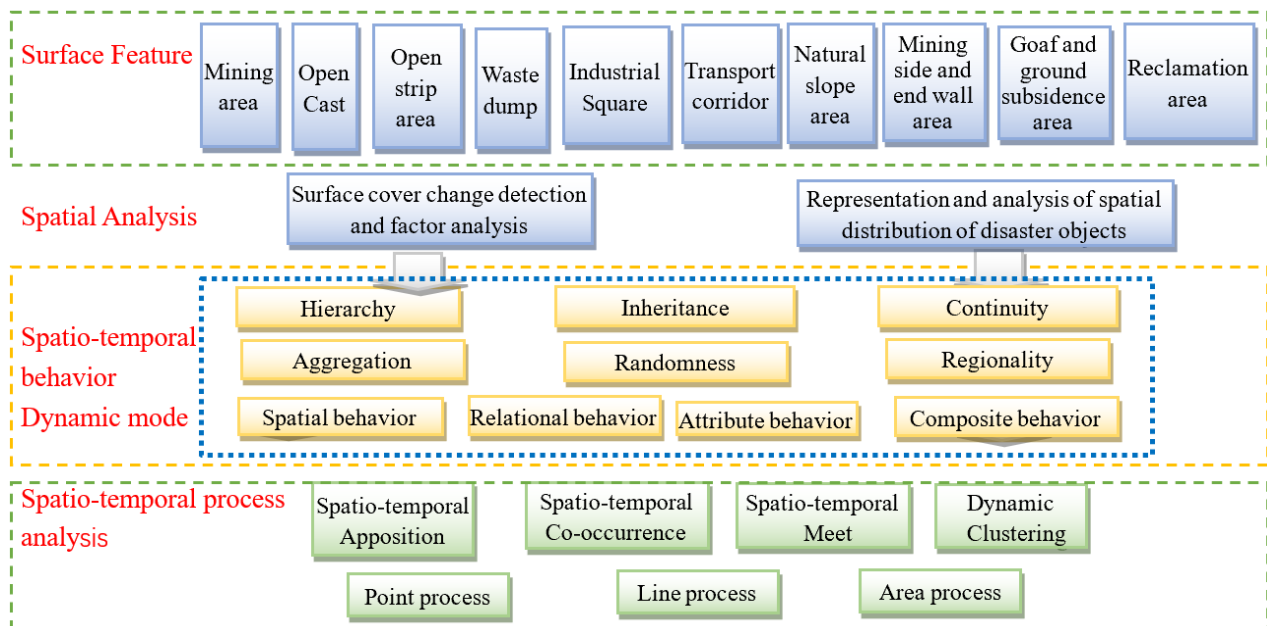 Surface Feature
Mining
area
Open
Cast
Open
strip
area
Waste
dump
Industrial
Square
Transport
corridor
Natural
slope
area
Mining
side and
end wall
area
Goaf and
ground
subsidence
area
Reclamation
area
Spatial Analysis
Surface cover change detection
and factor analysis
Representation and analysis of spatial
distribution of disaster objects
Spatio-temporal
behavior
Dynamic mode
Hierarchy
Inheritance
Continuity
Aggregation
Randomness
Regionality
Spatial behavior
Relational behavior
Attribute behavior
Composite behavior
Spatio-temporal process
analysis
Spatio-temporal
Apposition
Spatio-temporal
Co-occurrence
Spatio-temporal
Meet
Dynamic
Clustering
Point process
Line process
Area process